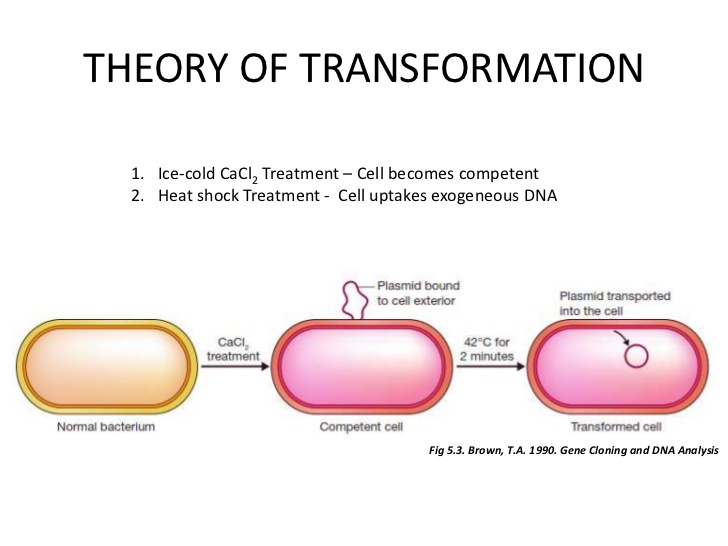 THEORY OF TRANSFORMATION
1. Ice-cold CaCl₂ Treatment – Cell becomes competent
2. Heat shock Treatment - Cell uptakes exogeneous DNA
Plasmid bound
to cell exterior
Plasmid transported
into the cell
CaCl₂
treatment
42°C for
2 minutes
Normal bacterium
Competent cell
Transformed cell
Fig 5.3. Brown, T.A. 1990. Gene Cloning and DNA Analysis